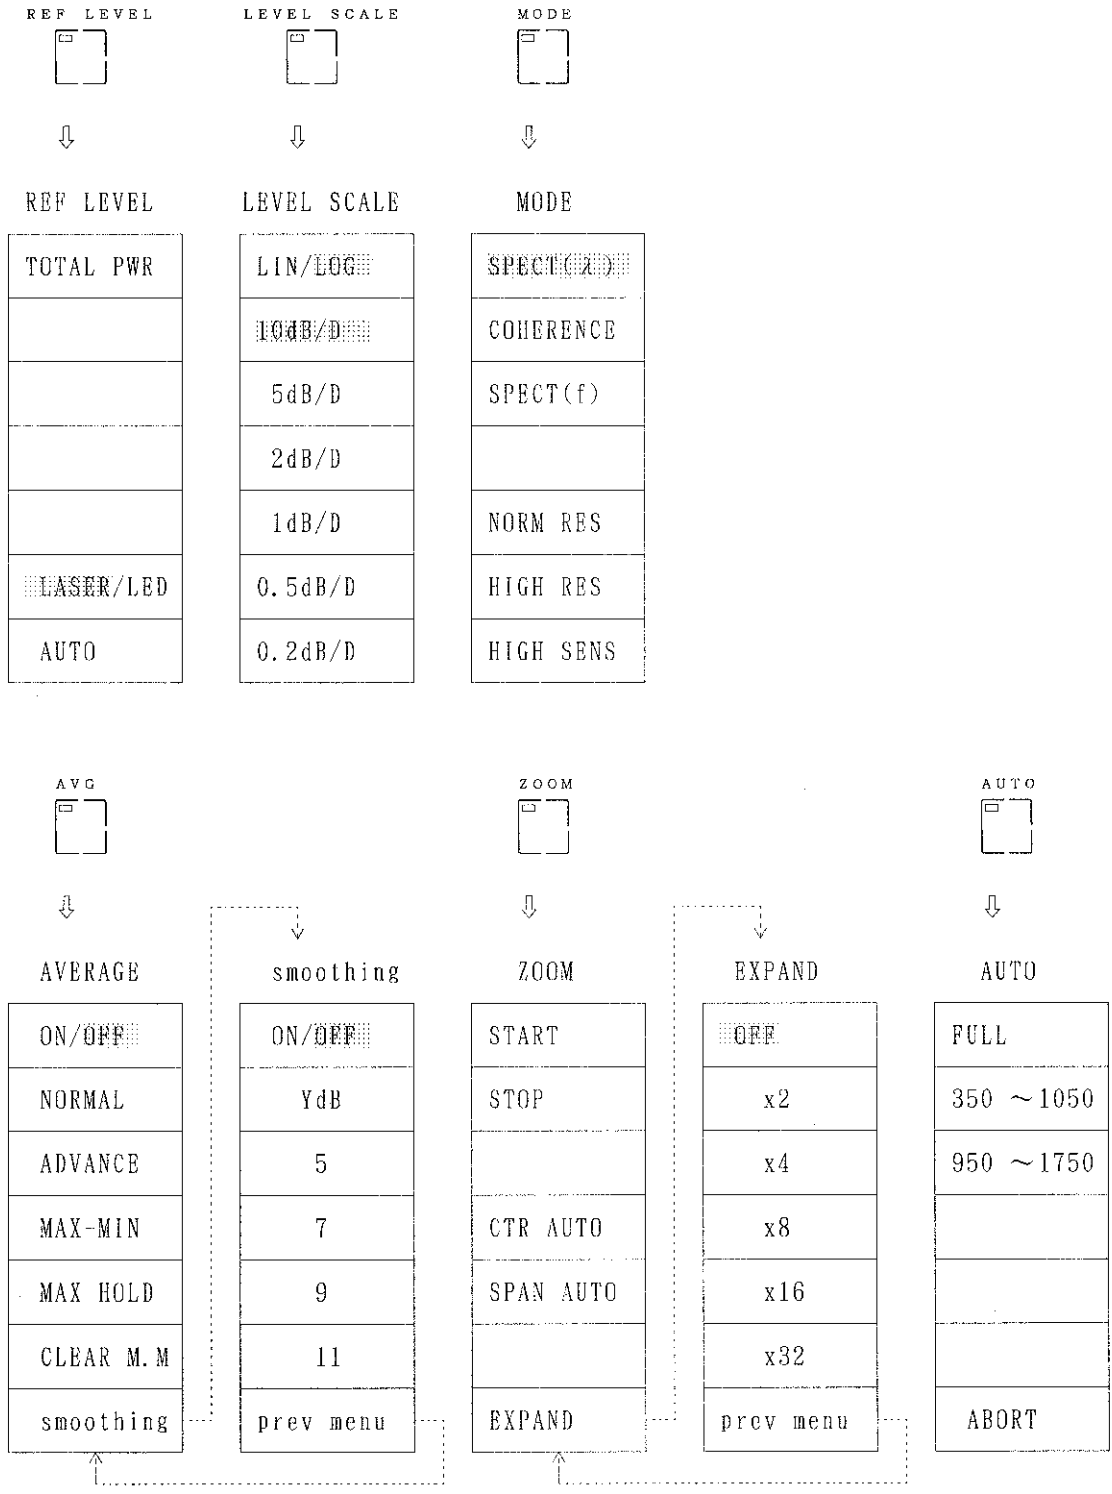 REF LEVEL
LEVEL SCALE
MODE
REF LEVEL
TOTAL PWR
LASER/LED
AUTO
LEVEL SCALE
LIN/LOG
10dB/D
5dB/D
2dB/D
1dB/D
0.5dB/D
0.2dB/D
MODE
SPECT(λ)
COHERENCE
SPECT(f)
NORM RES
HIGH RES
HIGH SENS
AVG
ZOOM
AUTO
AVERAGE
ON/OFF
NORMAL
ADVANCE
MAX-MIN
MAX HOLD
CLEAR M.M
smoothing
smoothing
ON/OFF
YdB
5
7
9
11
prev menu
ZOOM
START
STOP
CTR AUTO
SPAN AUTO
EXPAND
EXPAND
OFF
x2
x4
x8
x16
x32
prev menu
AUTO
FULL
350 ～1050
950 ～1750
ABORT